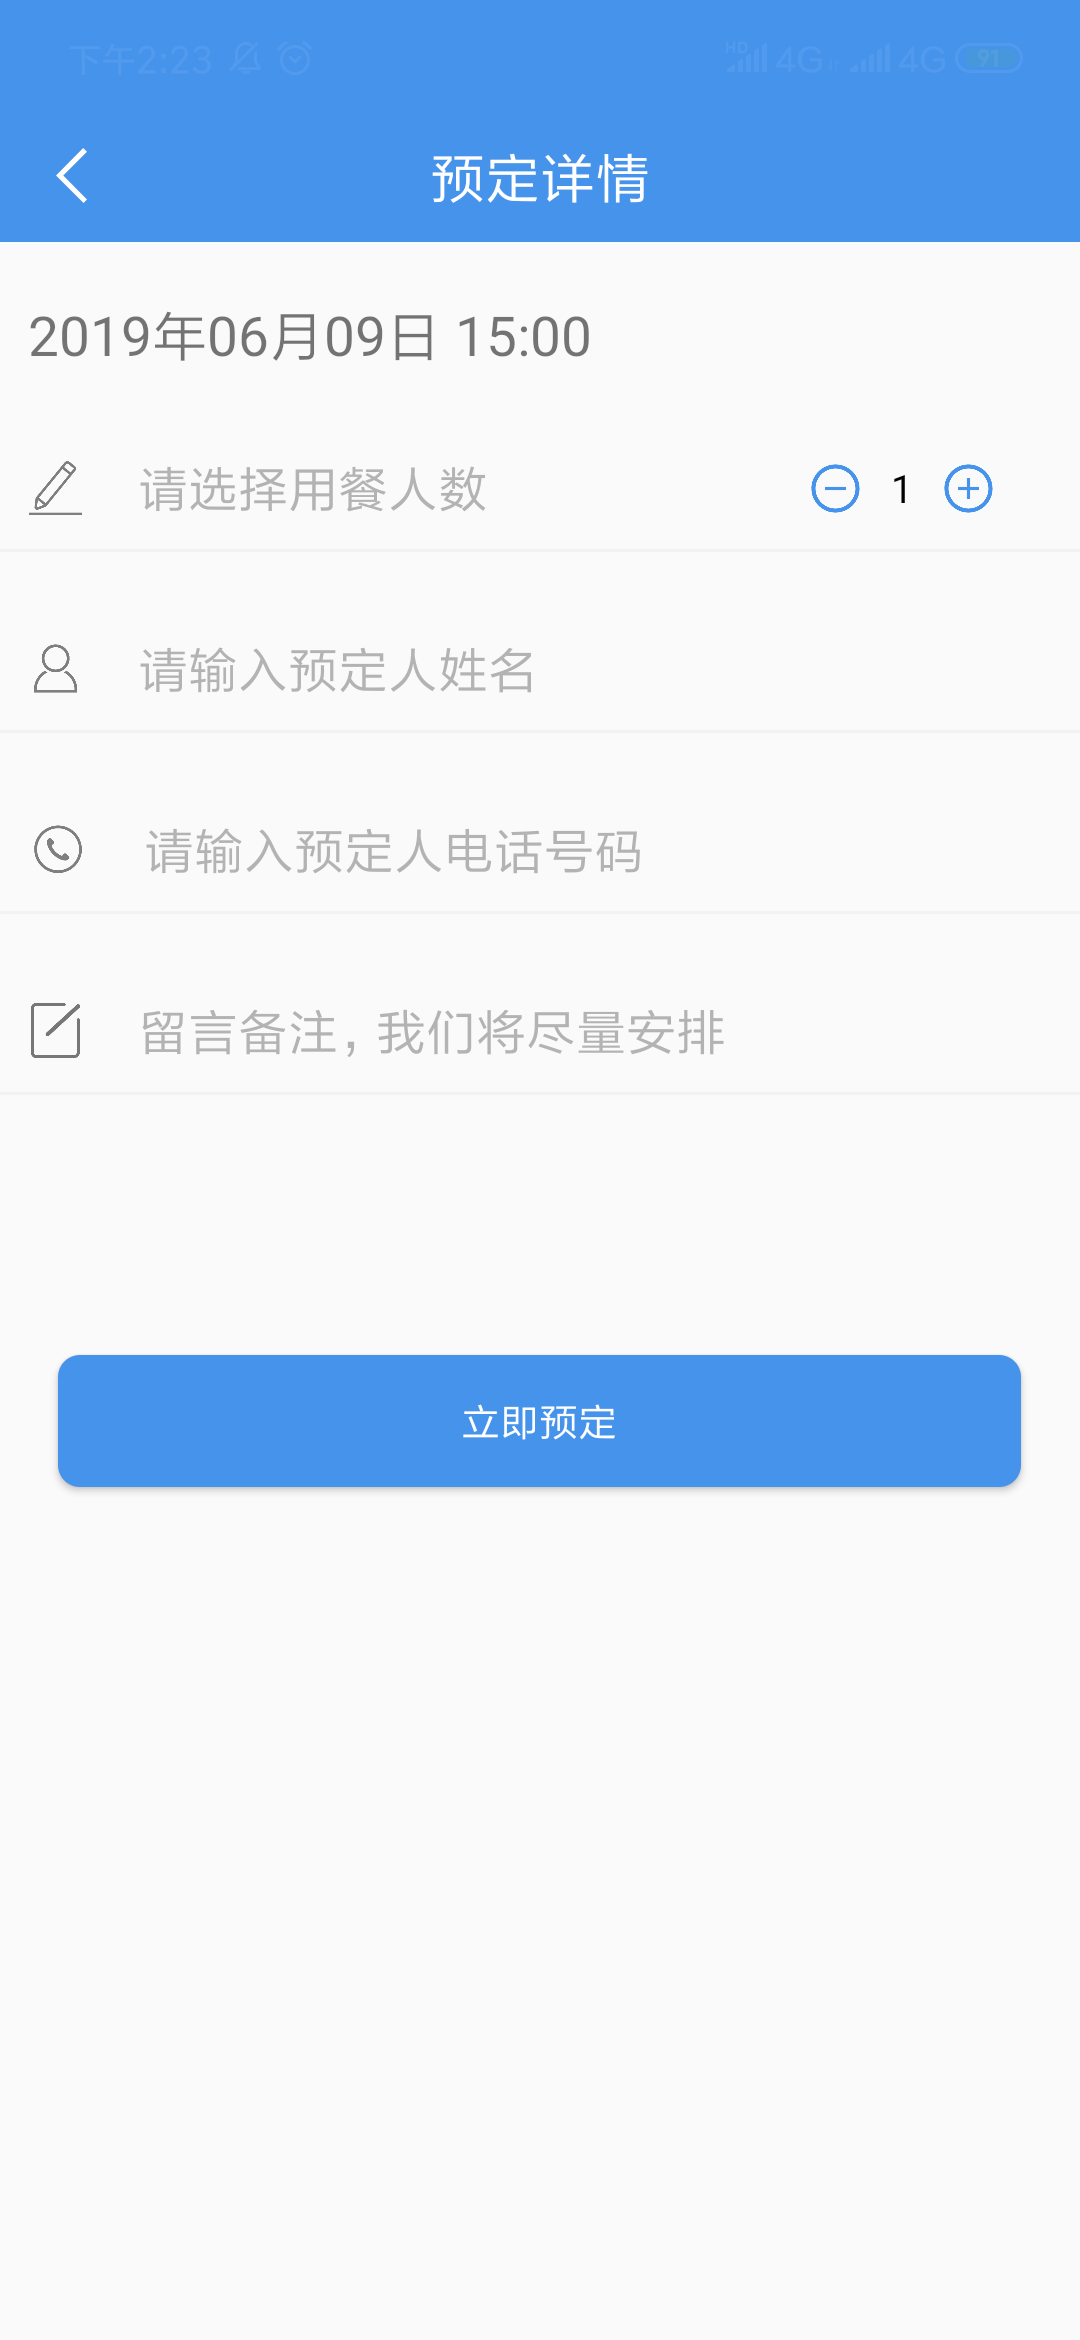 下午2:23 HD 4G 4G 91
预定详情
2019年06月09日 15:00
请选择用餐人数 1
请输入预定人姓名
请输入预定人电话号码
留言备注，我们将尽量安排
立即预定